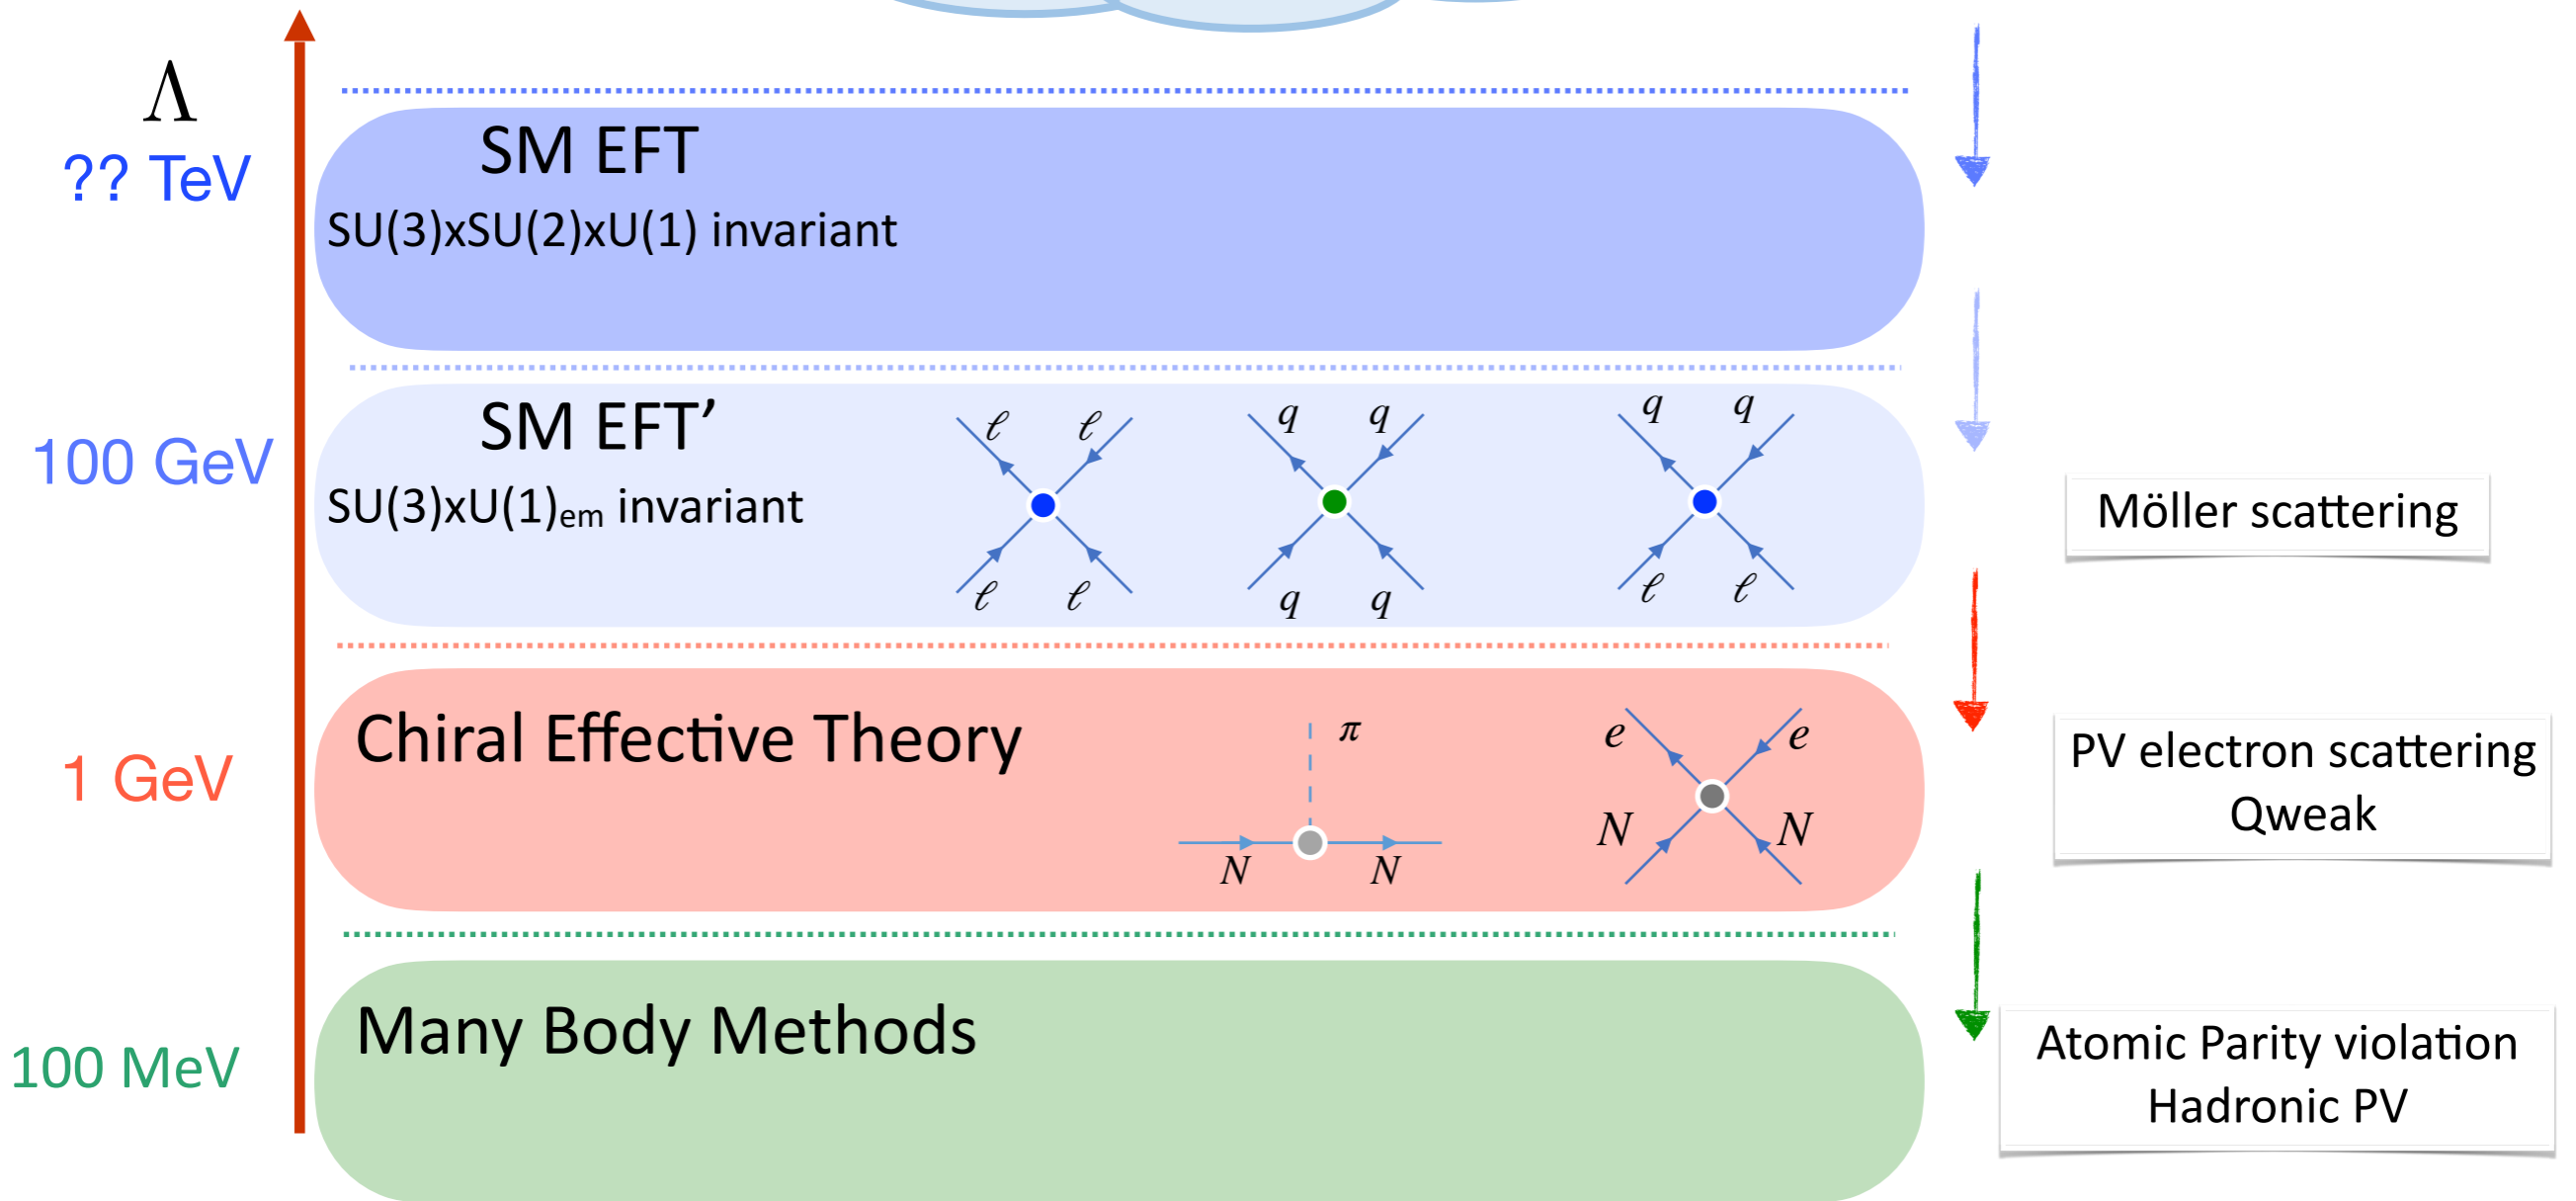 Λ
?? TeV
SM EFT
SU(3)xSU(2)xU(1) invariant
100 GeV
SM EFT’
SU(3)xU(1)em invariant
ℓ ℓ
ℓ ℓ
q q
q q
q q
ℓ ℓ
Möller scattering
1 GeV
Chiral Effective Theory
π
N N
e e
N N
PV electron scattering
Qweak
100 MeV
Many Body Methods
Atomic Parity violation
Hadronic PV